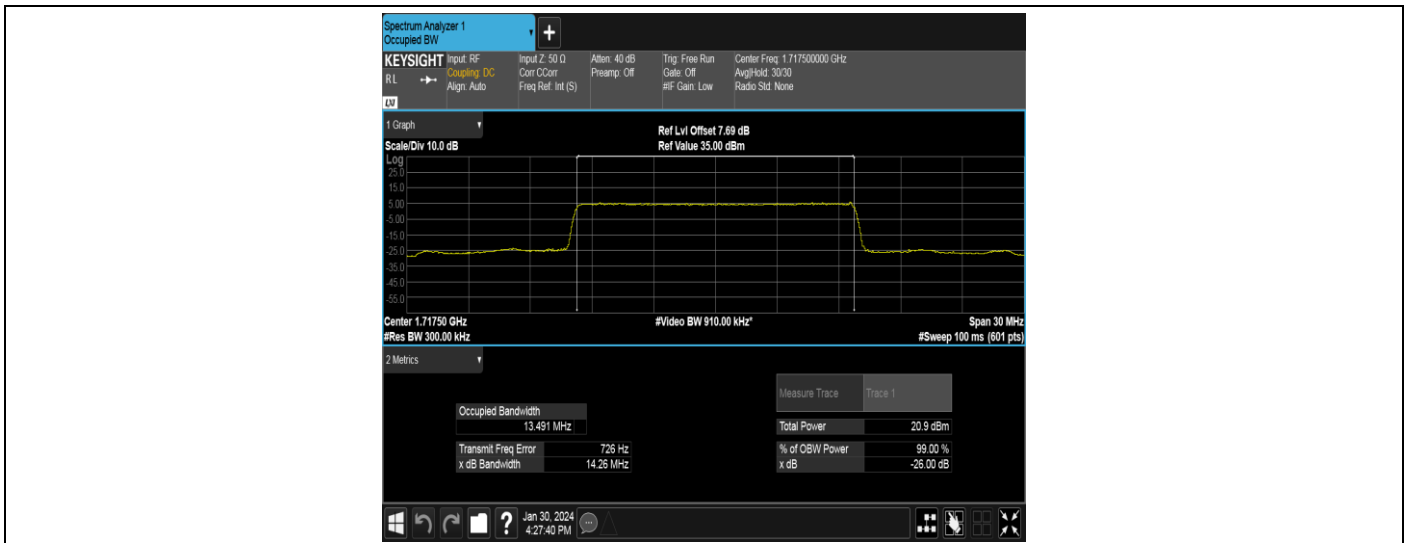 Spectrum Analyzer 1
Occupied BW
+
KEYSIGHT Input: RF Input Z: 50 Ω Atten: 40 dB Trig: Free Run Center Freq: 1.717500000 GHz
RL Coupling: DC Corr CCorr Preamp: Off Gate: Off Avg|Hold: 30/30
Align: Auto Freq Ref: Int (S) #IF Gain: Low Radio Std: None
LXI
1 Graph
Ref Lvl Offset 7.69 dB
Scale/Div 10.0 dB Ref Value 35.00 dBm
Log
25.0
15.0
5.00
-5.00
-15.0
-25.0
-35.0
-45.0
-55.0
Center 1.71750 GHz #Video BW 910.00 kHz* Span 30 MHz
#Res BW 300.00 kHz #Sweep 100 ms (601 pts)
2 Metrics
Measure Trace Trace 1
Occupied Bandwidth
13.491 MHz Total Power 20.9 dBm
Transmit Freq Error 726 Hz % of OBW Power 99.00 %
x dB Bandwidth 14.26 MHz x dB -26.00 dB
? Jan 30, 2024
4:27:40 PM